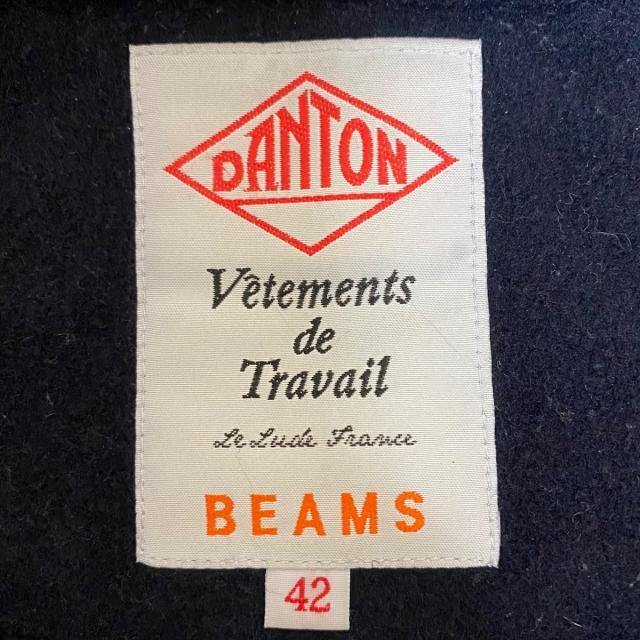 DANTON
Vêtements
de
Travail
Le Lude France
BEAMS
42